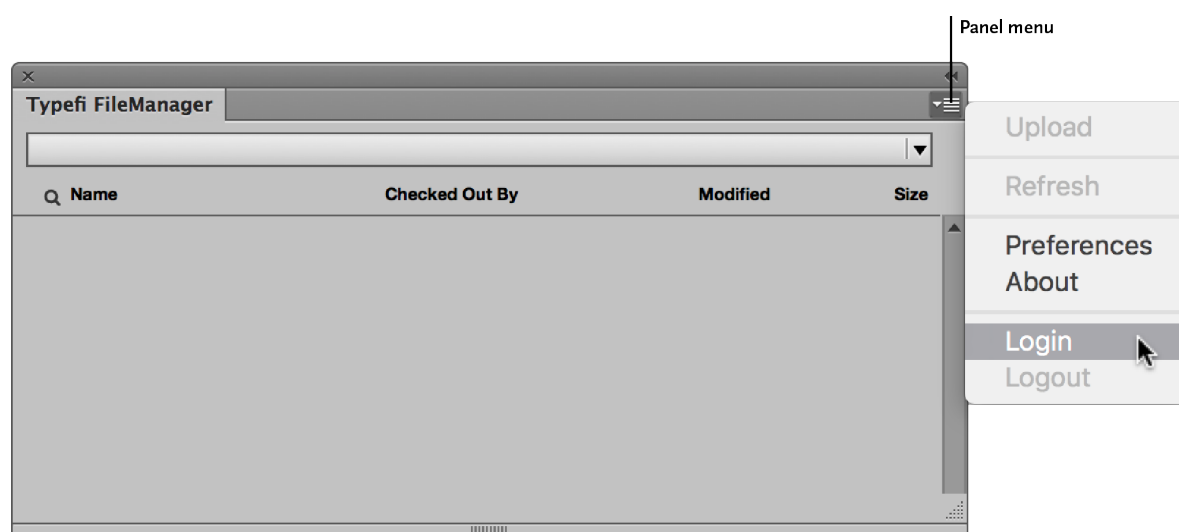 Panel menu
Typefi FileManager
Name Checked Out By Modified Size
Upload
Refresh
Preferences
About
Login
Logout